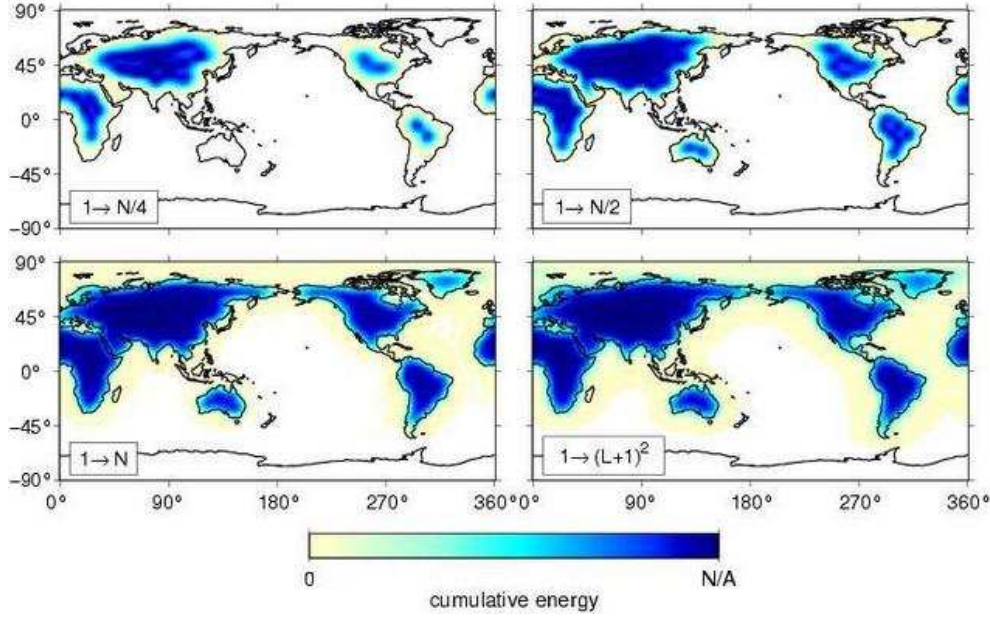 90°
45°
0°
−45°
−90°
1→ N/4
1→ N/2
90°
45°
0°
−45°
−90°
1→ N
1→ (L+1)²
0° 90° 180° 270° 360° 0° 90° 180° 270° 360°
0 N/A
cumulative energy